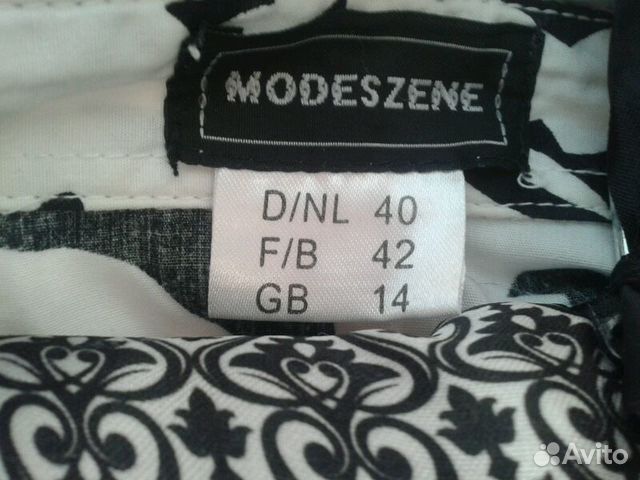 MODESZENE
D/NL 40
F/B 42
GB 14
Avito